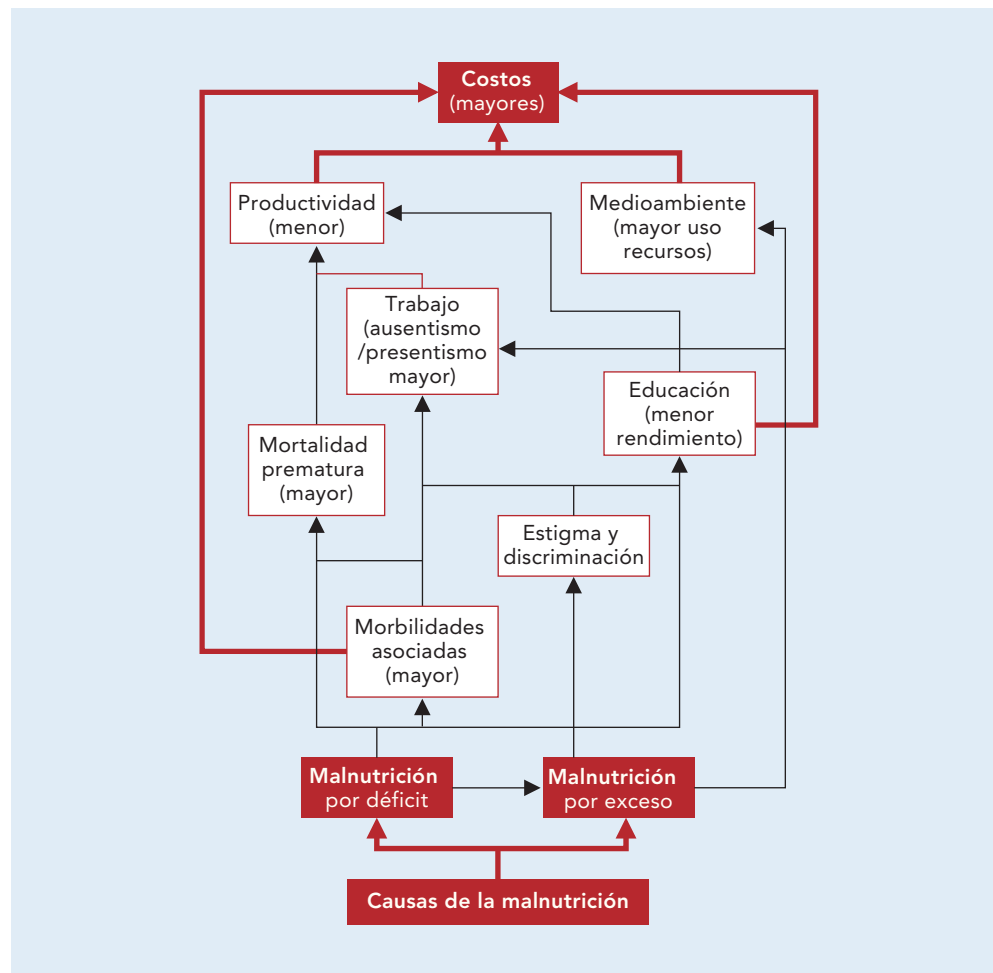 Costos
(mayores)
Productividad
(menor)
Medioambiente
(mayor uso
recursos)
Trabajo
(ausentismo
/presentismo
mayor)
Educación
(menor
rendimiento)
Mortalidad
prematura
(mayor)
Estigma y
discriminación
Morbilidades
asociadas
(mayor)
Malnutrición
por déficit
Malnutrición
por exceso
Causas de la malnutrición